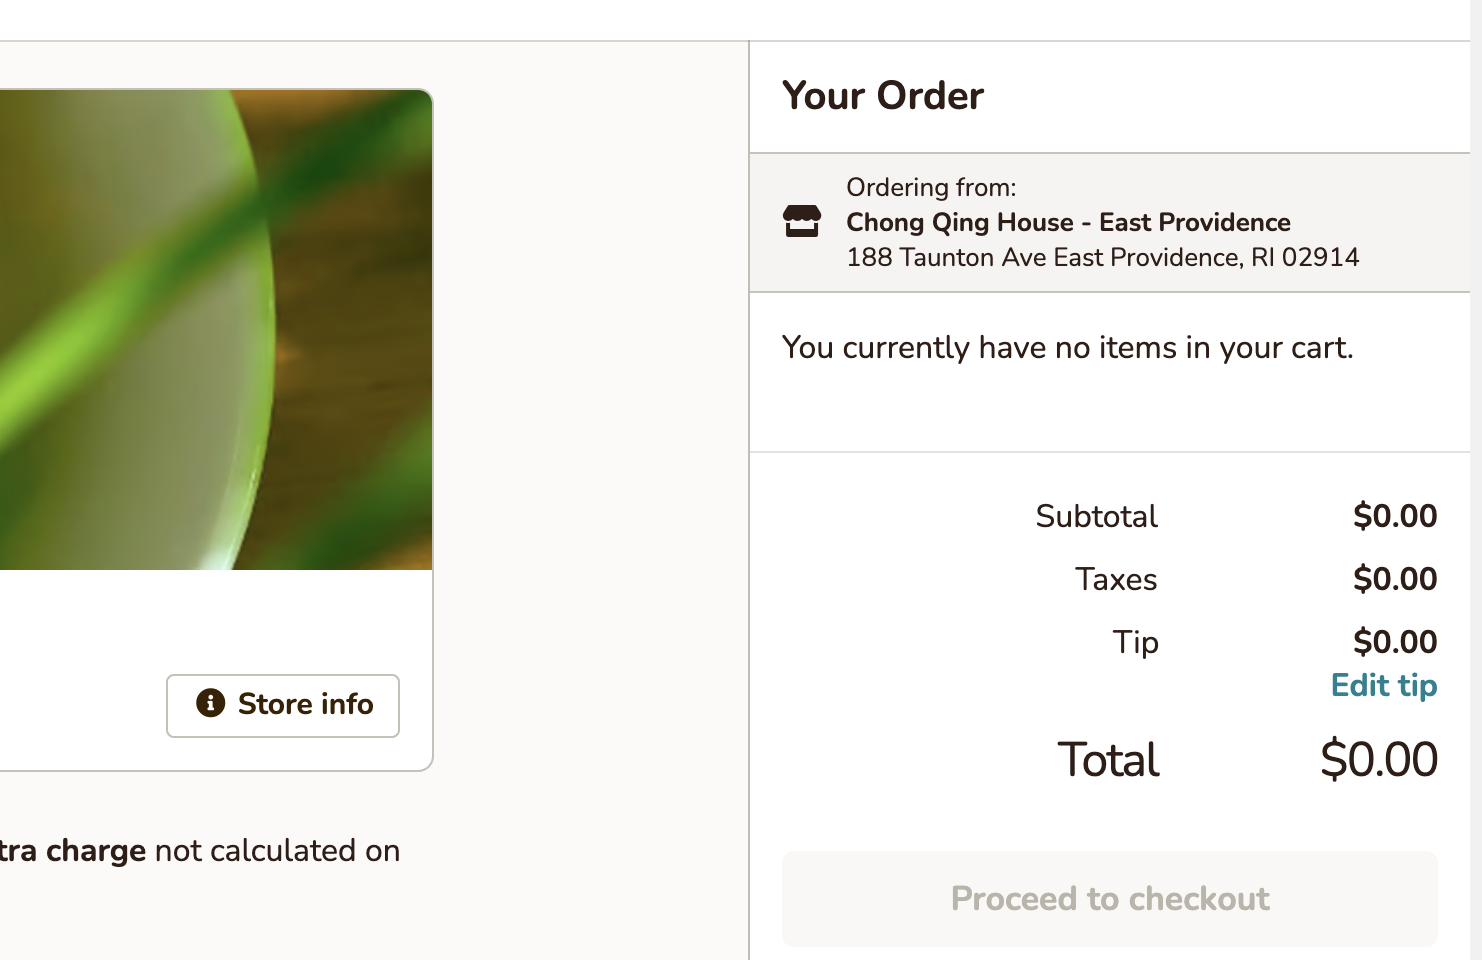 Your Order
Ordering from:
Chong Qing House - East Providence
188 Taunton Ave East Providence, RI 02914
You currently have no items in your cart.
Subtotal $0.00
Taxes $0.00
Tip $0.00
Edit tip
Total $0.00
Proceed to checkout
Store info
tra charge not calculated on